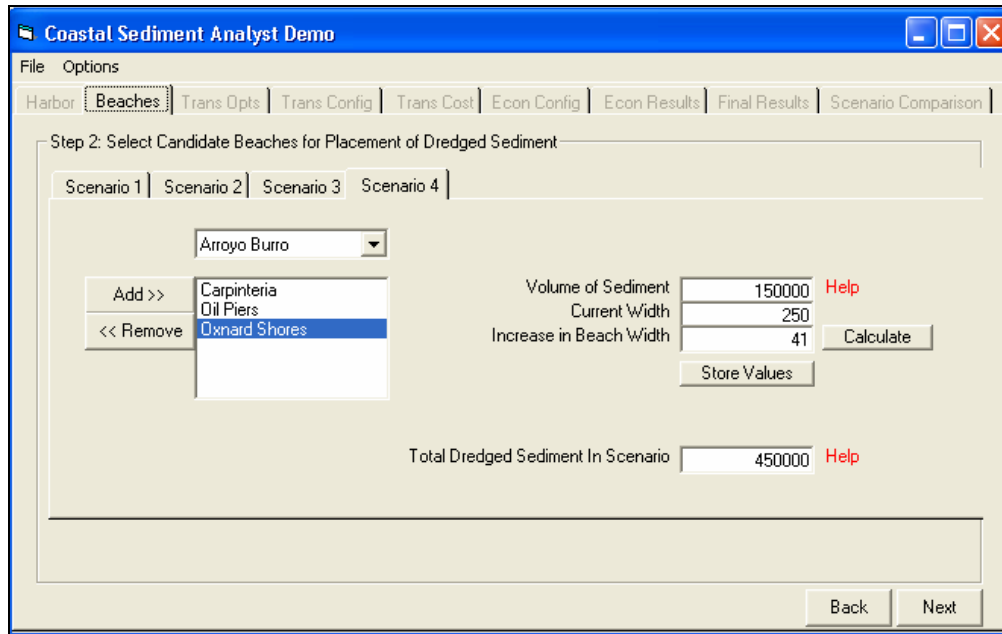 Coastal Sediment Analyst Demo
File Options
Harbor Beaches Trans Opts Trans Config Trans Cost Econ Config Econ Results Final Results Scenario Comparison
Step 2: Select Candidate Beaches for Placement of Dredged Sediment
Scenario 1 Scenario 2 Scenario 3 Scenario 4
Arroyo Burro
Add >>
<< Remove
Carpinteria
Oil Piers
Oxnard Shores
Volume of Sediment 150000 Help
Current Width 250
Increase in Beach Width 41 Calculate
Store Values
Total Dredged Sediment In Scenario 450000 Help
Back Next